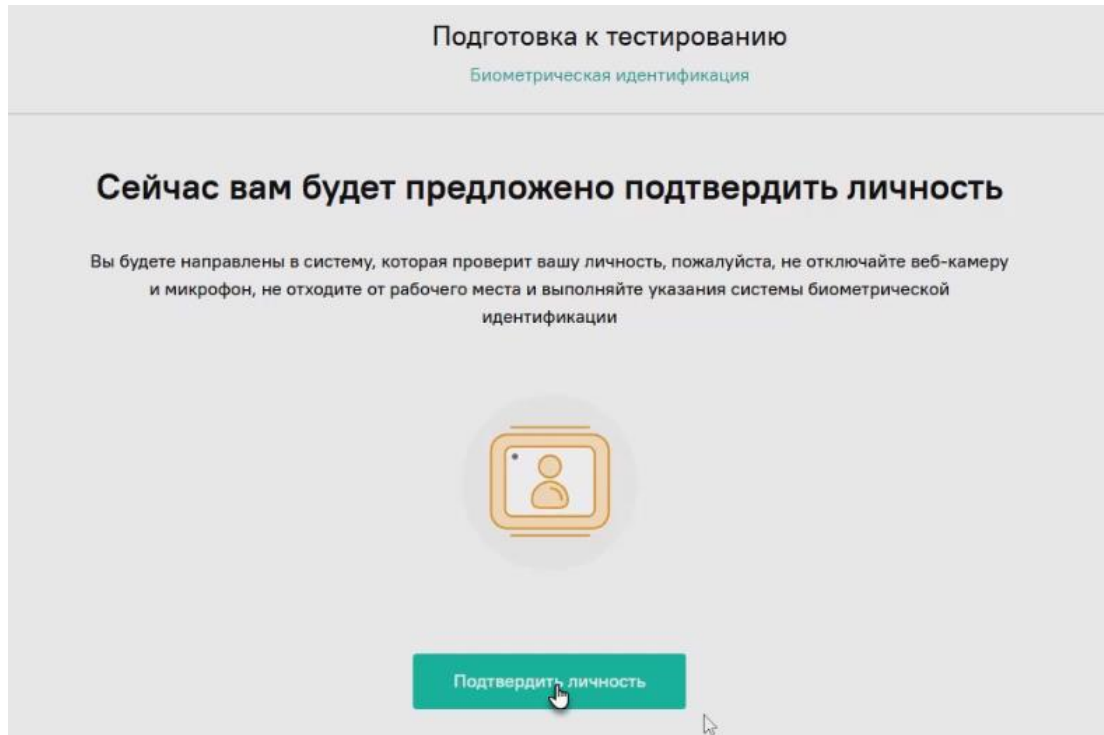 Подготовка к тестированию
Биометрическая идентификация
Сейчас вам будет предложено подтвердить личность
Вы будете направлены в систему, которая проверит вашу личность, пожалуйста, не отключайте веб-камеру
и микрофон, не отходите от рабочего места и выполняйте указания системы биометрической
идентификации
Подтвердить личность